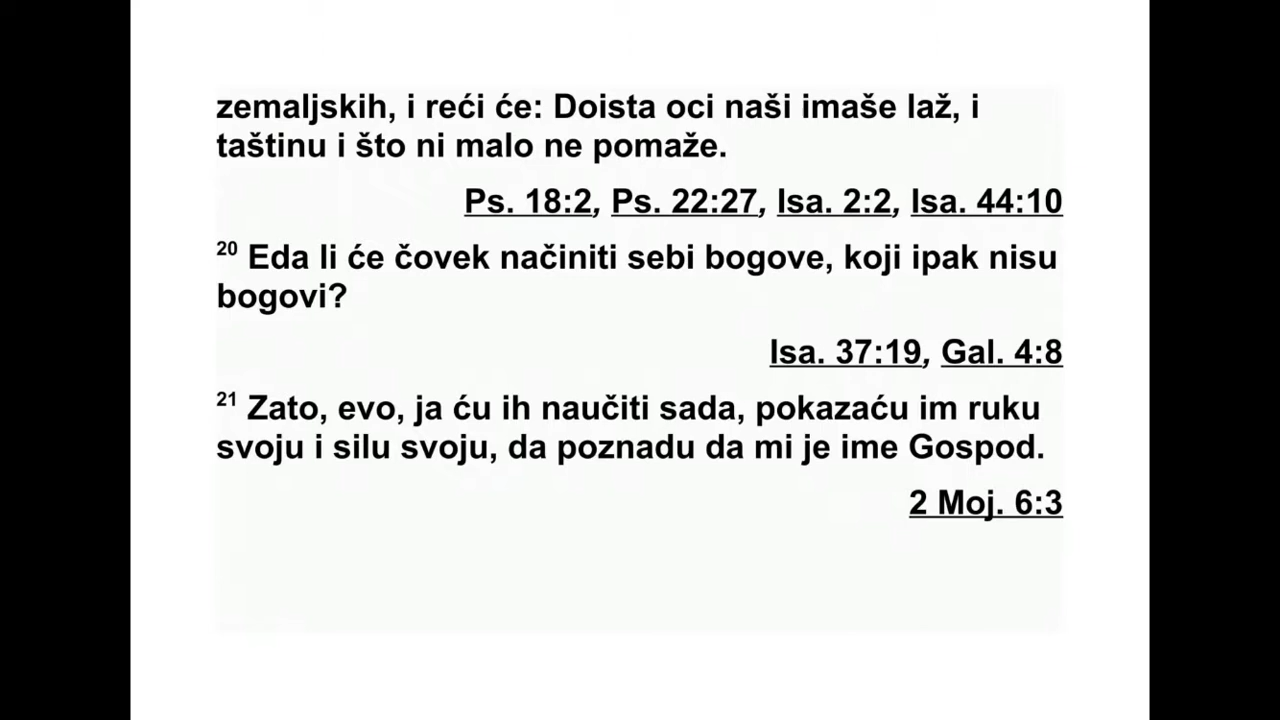 zemaljskih, i reći će: Doista oci naši imaše laž, i
taštinu i što ni malo ne pomaže.
Ps. 18:2, Ps. 22:27, Isa. 2:2, Isa. 44:10
20 Eda li će čovek načiniti sebi bogove, koji ipak nisu
bogovi?
Isa. 37:19, Gal. 4:8
21 Zato, evo, ja ću ih naučiti sada, pokazaću im ruku
svoju i silu svoju, da poznadu da mi je ime Gospod.
2 Moj. 6:3